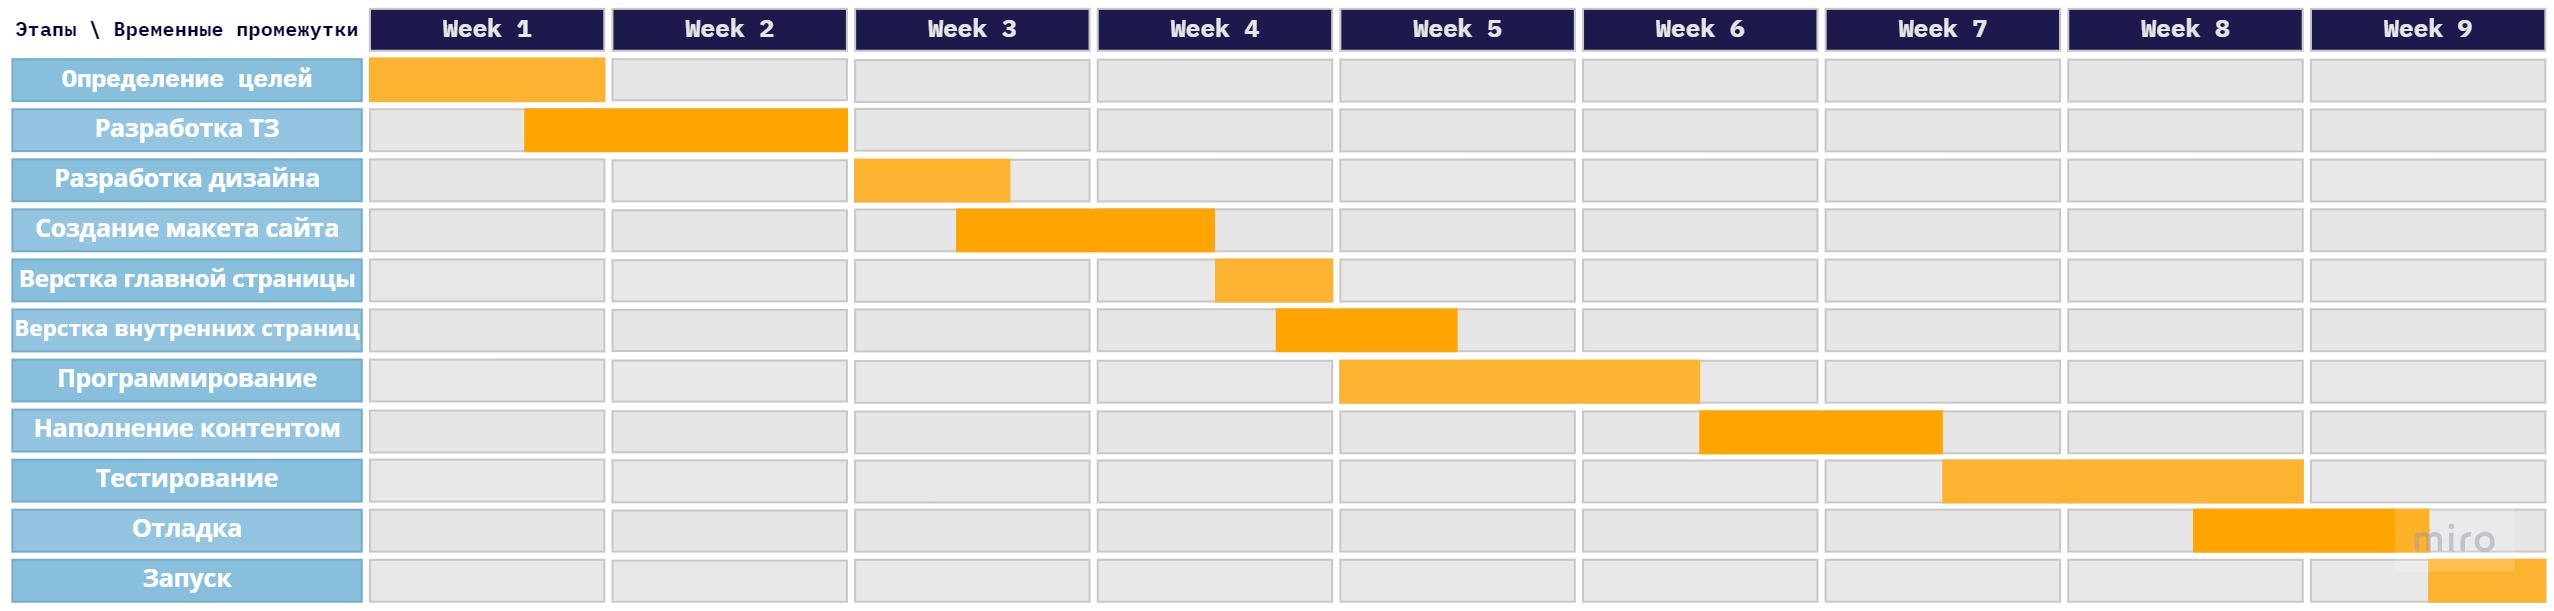 Этапы \ Временные промежутки Week 1 Week 2 Week 3 Week 4 Week 5 Week 6 Week 7 Week 8 Week 9
Определение целей
Разработка ТЗ
Разработка дизайна
Создание макета сайта
Верстка главной страницы
Верстка внутренних страниц
Программирование
Наполнение контентом
Тестирование
Отладка
miro
Запуск